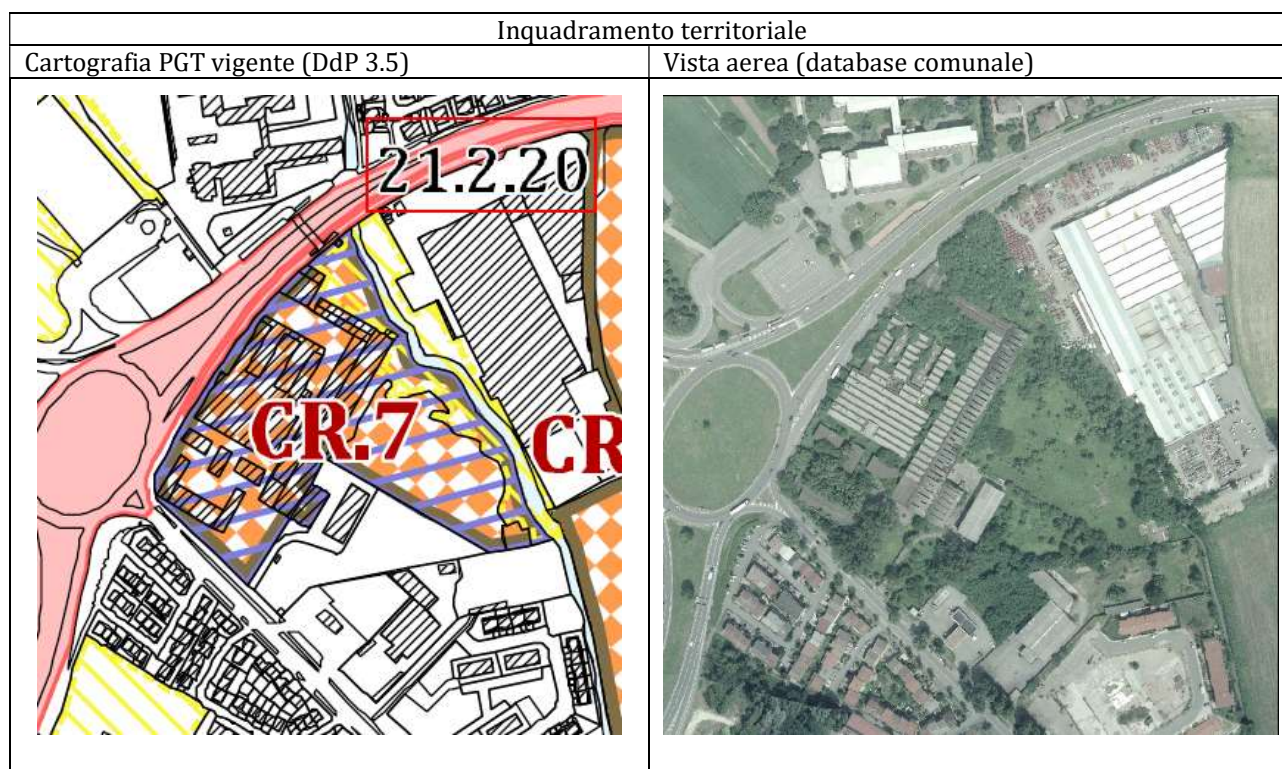 Inquadramento territoriale
Cartografia PGT vigente (DdP 3.5)
Vista aerea (database comunale)
21.2.20
CR.7
CR